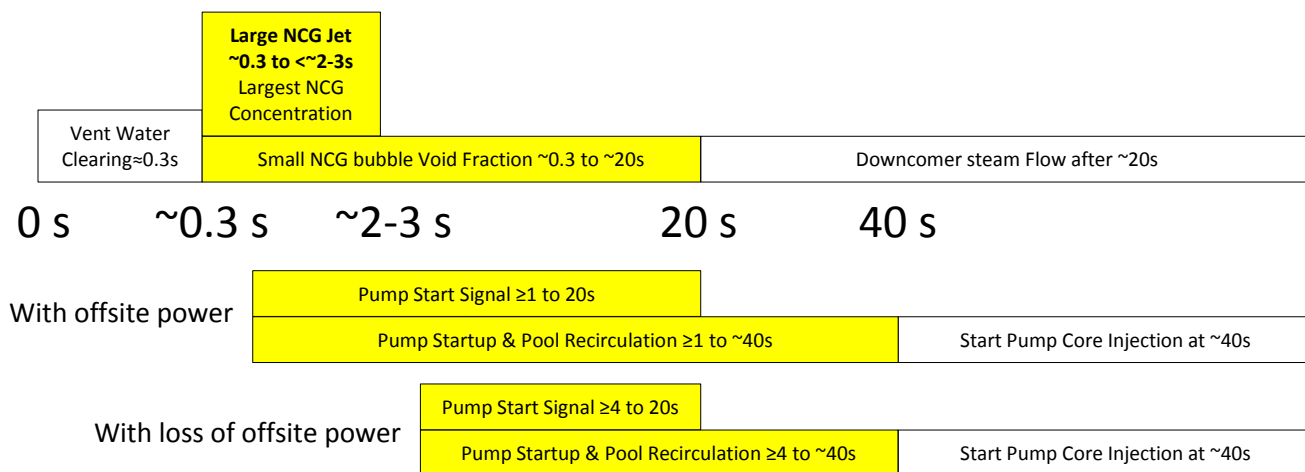 Large NCG Jet
~0.3 to <~2-3s
Largest NCG
Concentration
Vent Water
Clearing≈0.3s
Small NCG bubble Void Fraction ~0.3 to ~20s
Downcomer steam Flow after ~20s
0 s
~0.3 s
~2-3 s
20 s
40 s
With offsite power
Pump Start Signal ≥1 to 20s
Pump Startup & Pool Recirculation ≥1 to ~40s
Start Pump Core Injection at ~40s
With loss of offsite power
Pump Start Signal ≥4 to 20s
Pump Startup & Pool Recirculation ≥4 to ~40s
Start Pump Core Injection at ~40s